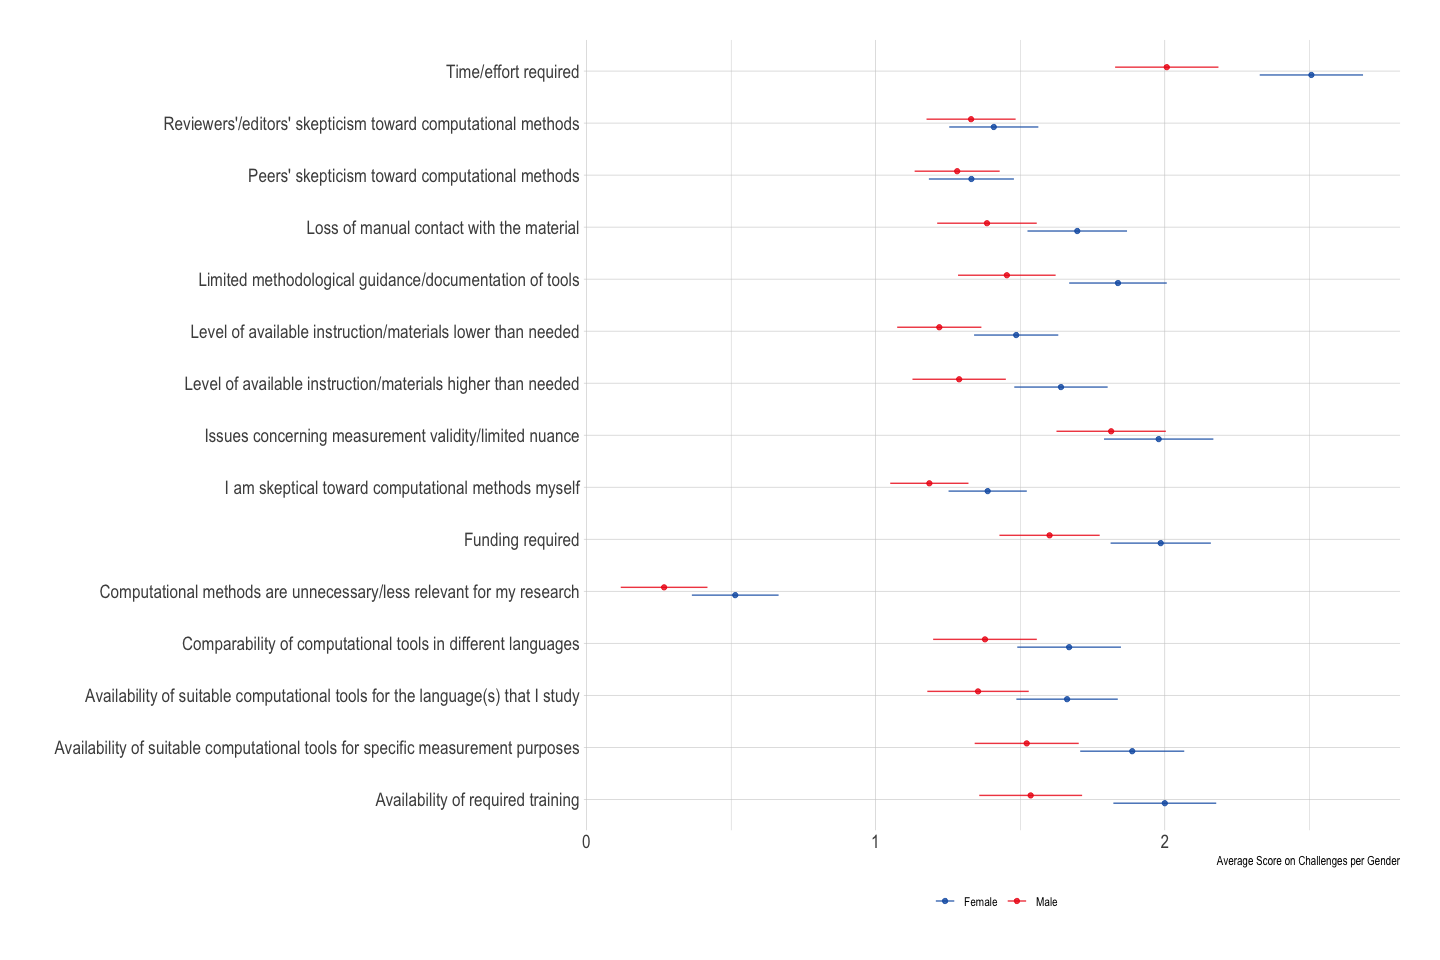 Time/effort required
Reviewers'/editors' skepticism toward computational methods
Peers' skepticism toward computational methods
Loss of manual contact with the material
Limited methodological guidance/documentation of tools
Level of available instruction/materials lower than needed
Level of available instruction/materials higher than needed
Issues concerning measurement validity/limited nuance
I am skeptical toward computational methods myself
Funding required
Computational methods are unnecessary/less relevant for my research
Comparability of computational tools in different languages
Availability of suitable computational tools for the language(s) that I study
Availability of suitable computational tools for specific measurement purposes
Availability of required training
0 1 2
Average Score on Challenges per Gender
Female Male